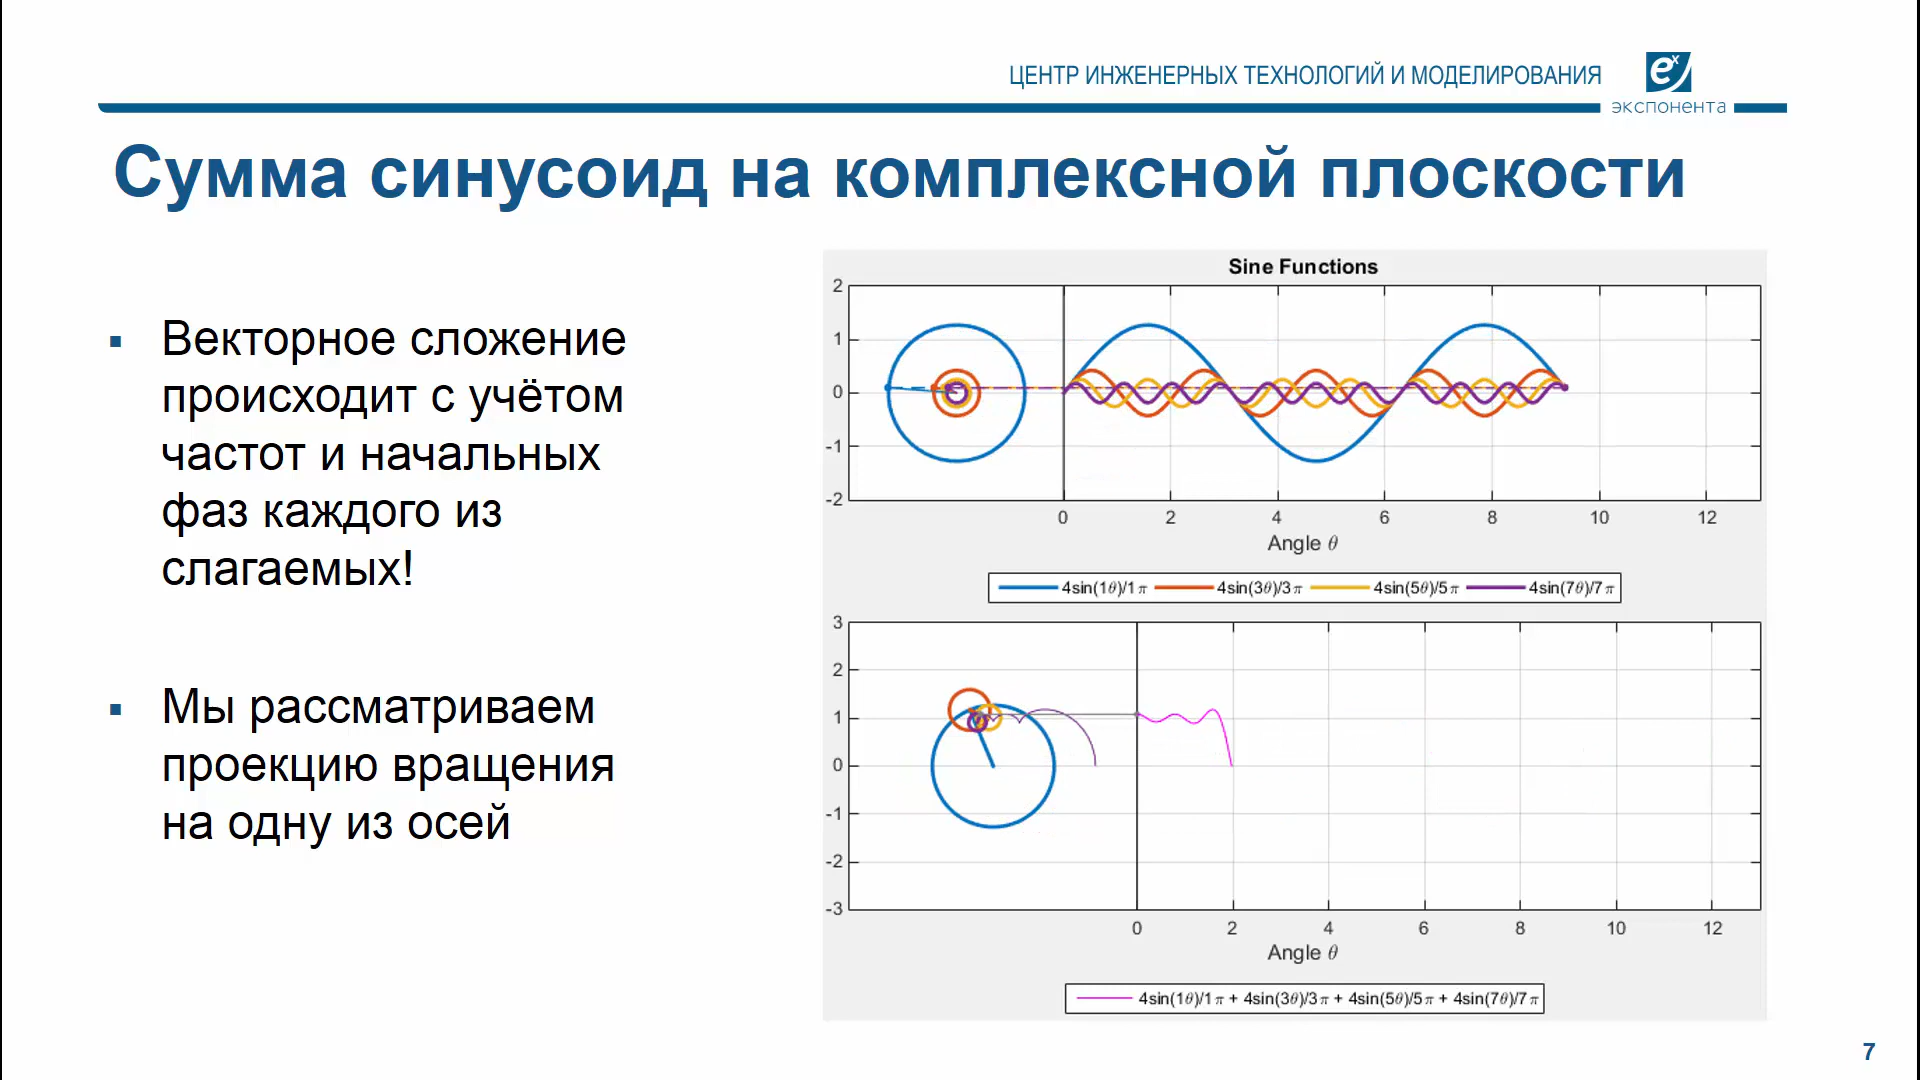 ЦЕНТР ИНЖЕНЕРНЫХ ТЕХНОЛОГИЙ И МОДЕЛИРОВАНИЯ
eˣ
экспонента
Сумма синусоид на комплексной плоскости
▪ Векторное сложение
происходит с учётом
частот и начальных
фаз каждого из
слагаемых!
▪ Мы рассматриваем
проекцию вращения
на одну из осей
Sine Functions
2
1
0
-1
-2
0 2 4 6 8 10 12
Angle θ
4sin(1θ)/1π 4sin(3θ)/3π 4sin(5θ)/5π 4sin(7θ)/7π
3
2
1
0
-1
-2
-3
0 2 4 6 8 10 12
Angle θ
4sin(1θ)/1π + 4sin(3θ)/3π + 4sin(5θ)/5π + 4sin(7θ)/7π
7